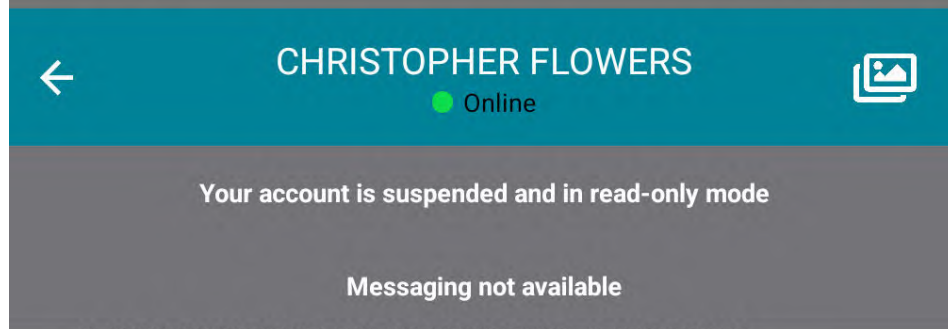 CHRISTOPHER FLOWERS
Online
Your account is suspended and in read-only mode
Messaging not available